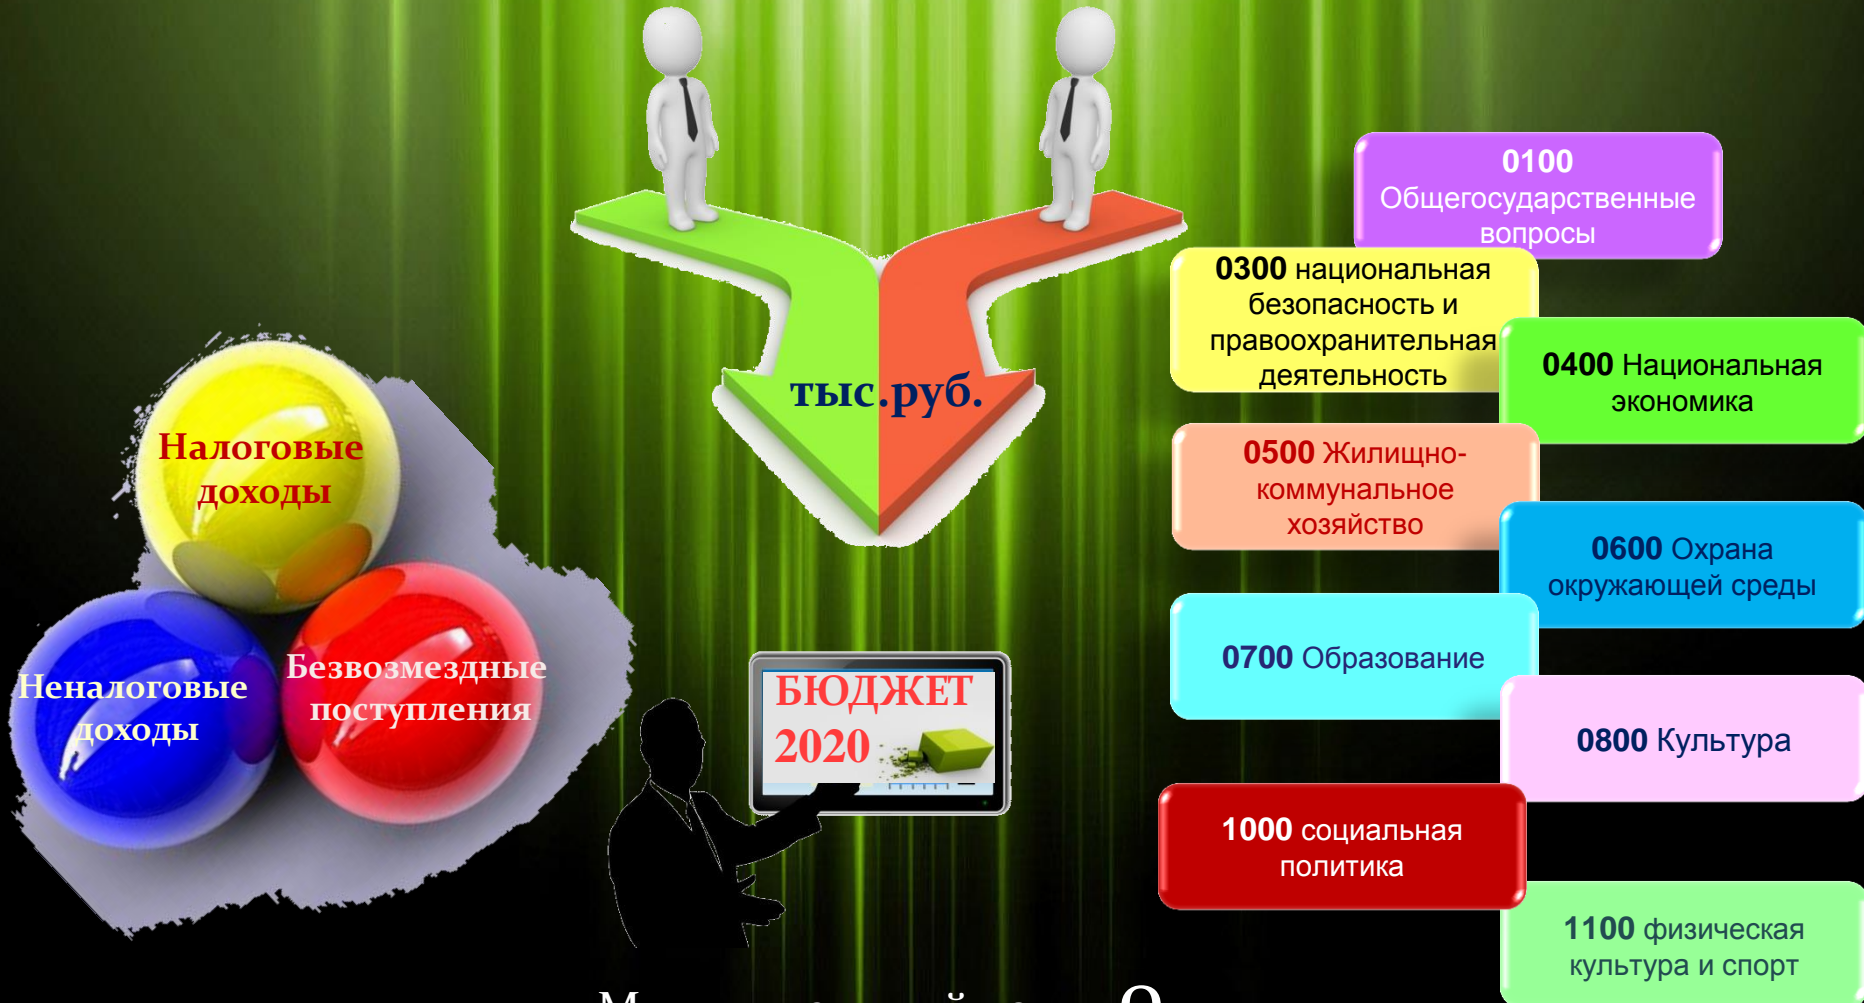 Налоговые
доходы
Неналоговые
доходы
Безвозмездные
поступления
тыс.руб.
БЮДЖЕТ
2020
0100
Общегосударственные
вопросы
0300 национальная
безопасность и
правоохранительная
деятельность
0400 Национальная
экономика
0500 Жилищно-
коммунальное
хозяйство
0600 Охрана
окружающей среды
0700 Образование
0800 Культура
1000 социальная
политика
1100 физическая
культура и спорт